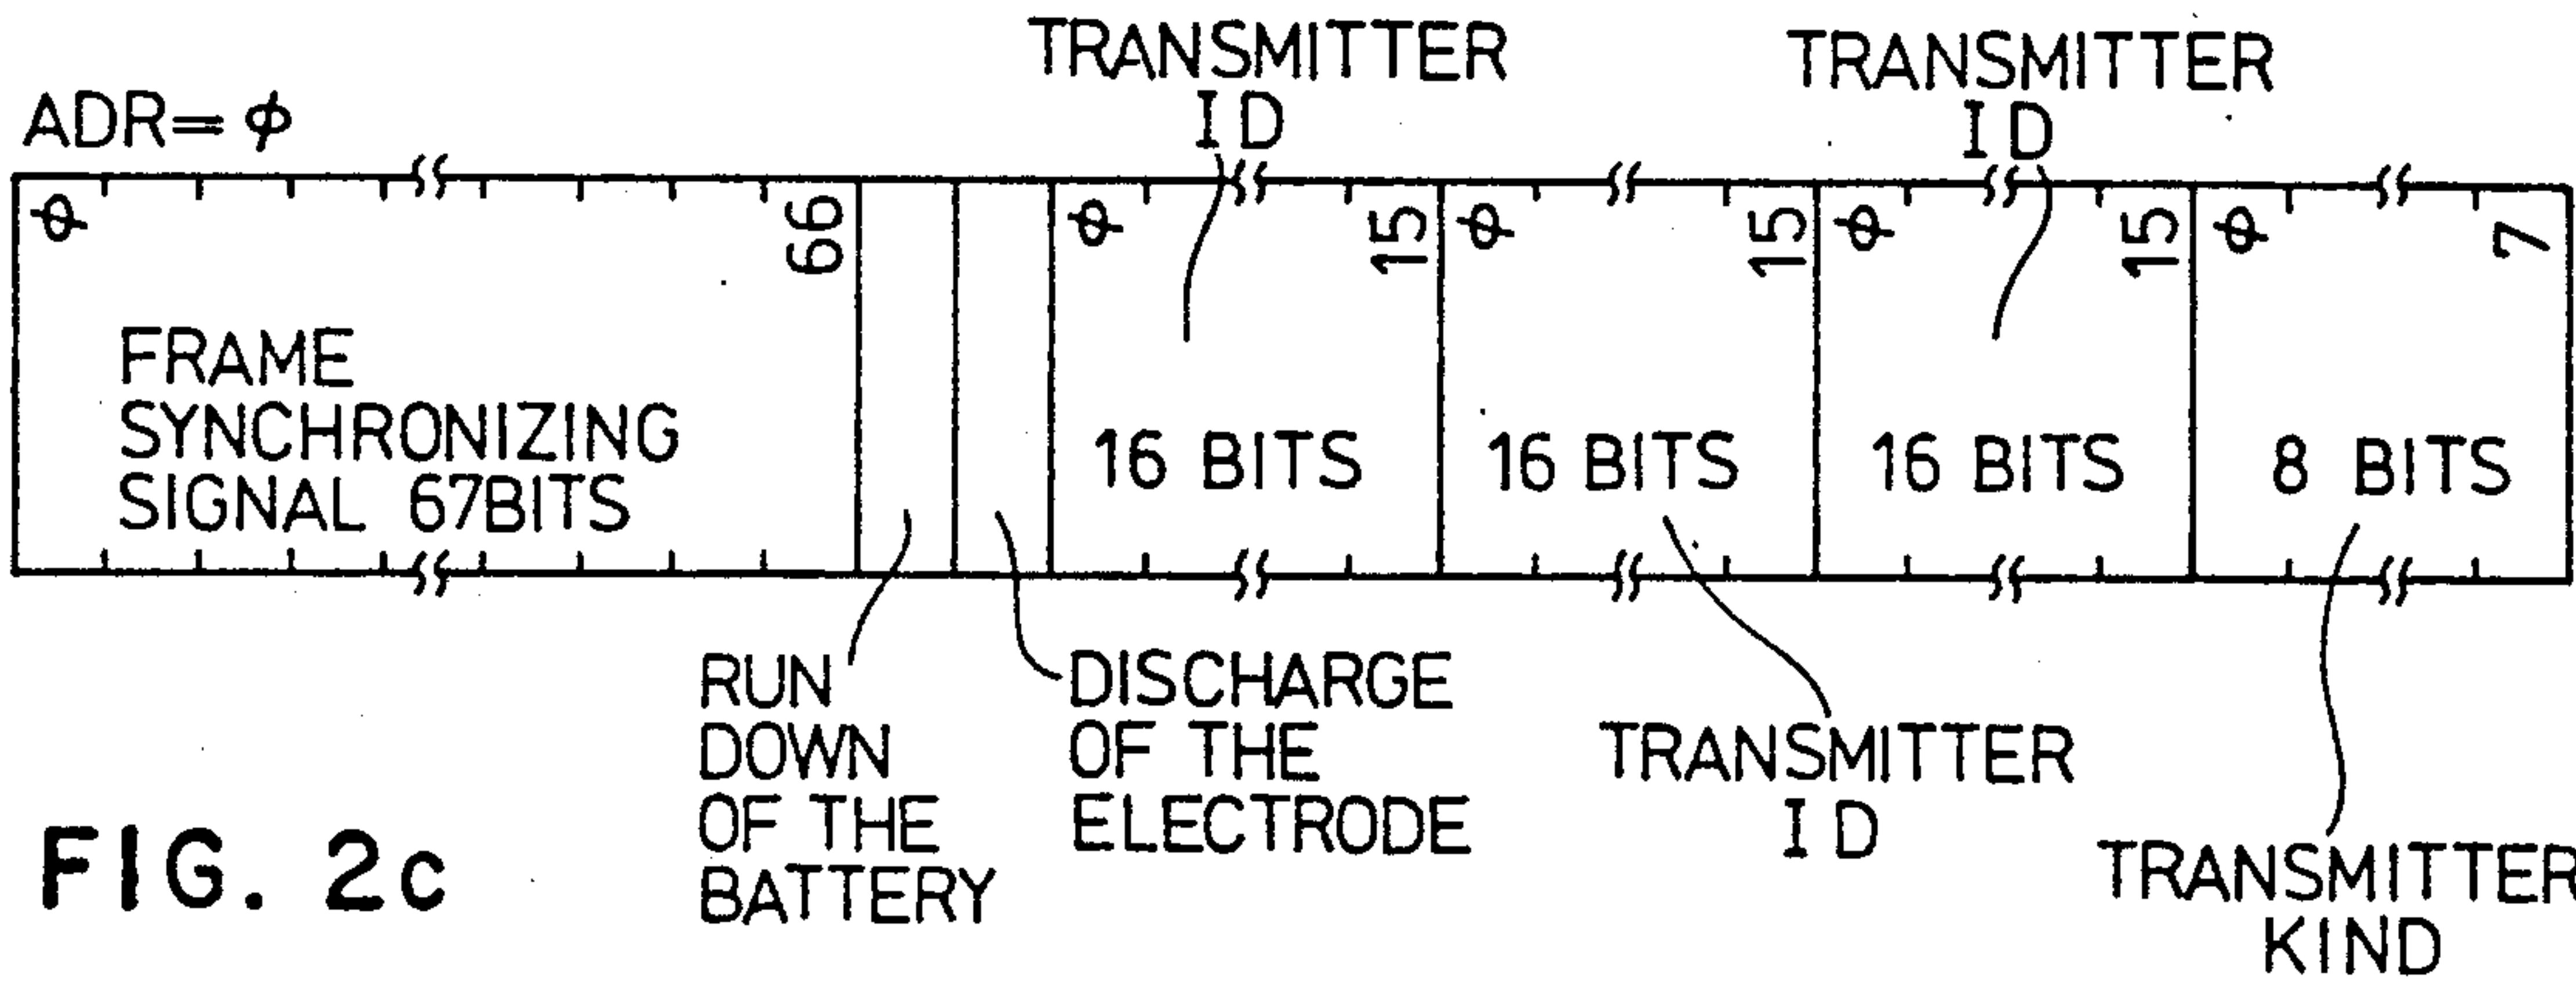 TRANSMITTER
ID
TRANSMITTER
ID
ADR=ϕ
ϕ
66
ϕ
15
ϕ
15
ϕ
15
ϕ
7
FRAME
SYNCHRONIZING
SIGNAL 67BITS
16 BITS
16 BITS
16 BITS
8 BITS
RUN
DOWN
OF THE
BATTERY
DISCHARGE
OF THE
ELECTRODE
TRANSMITTER
ID
TRANSMITTER
KIND
FIG. 2c